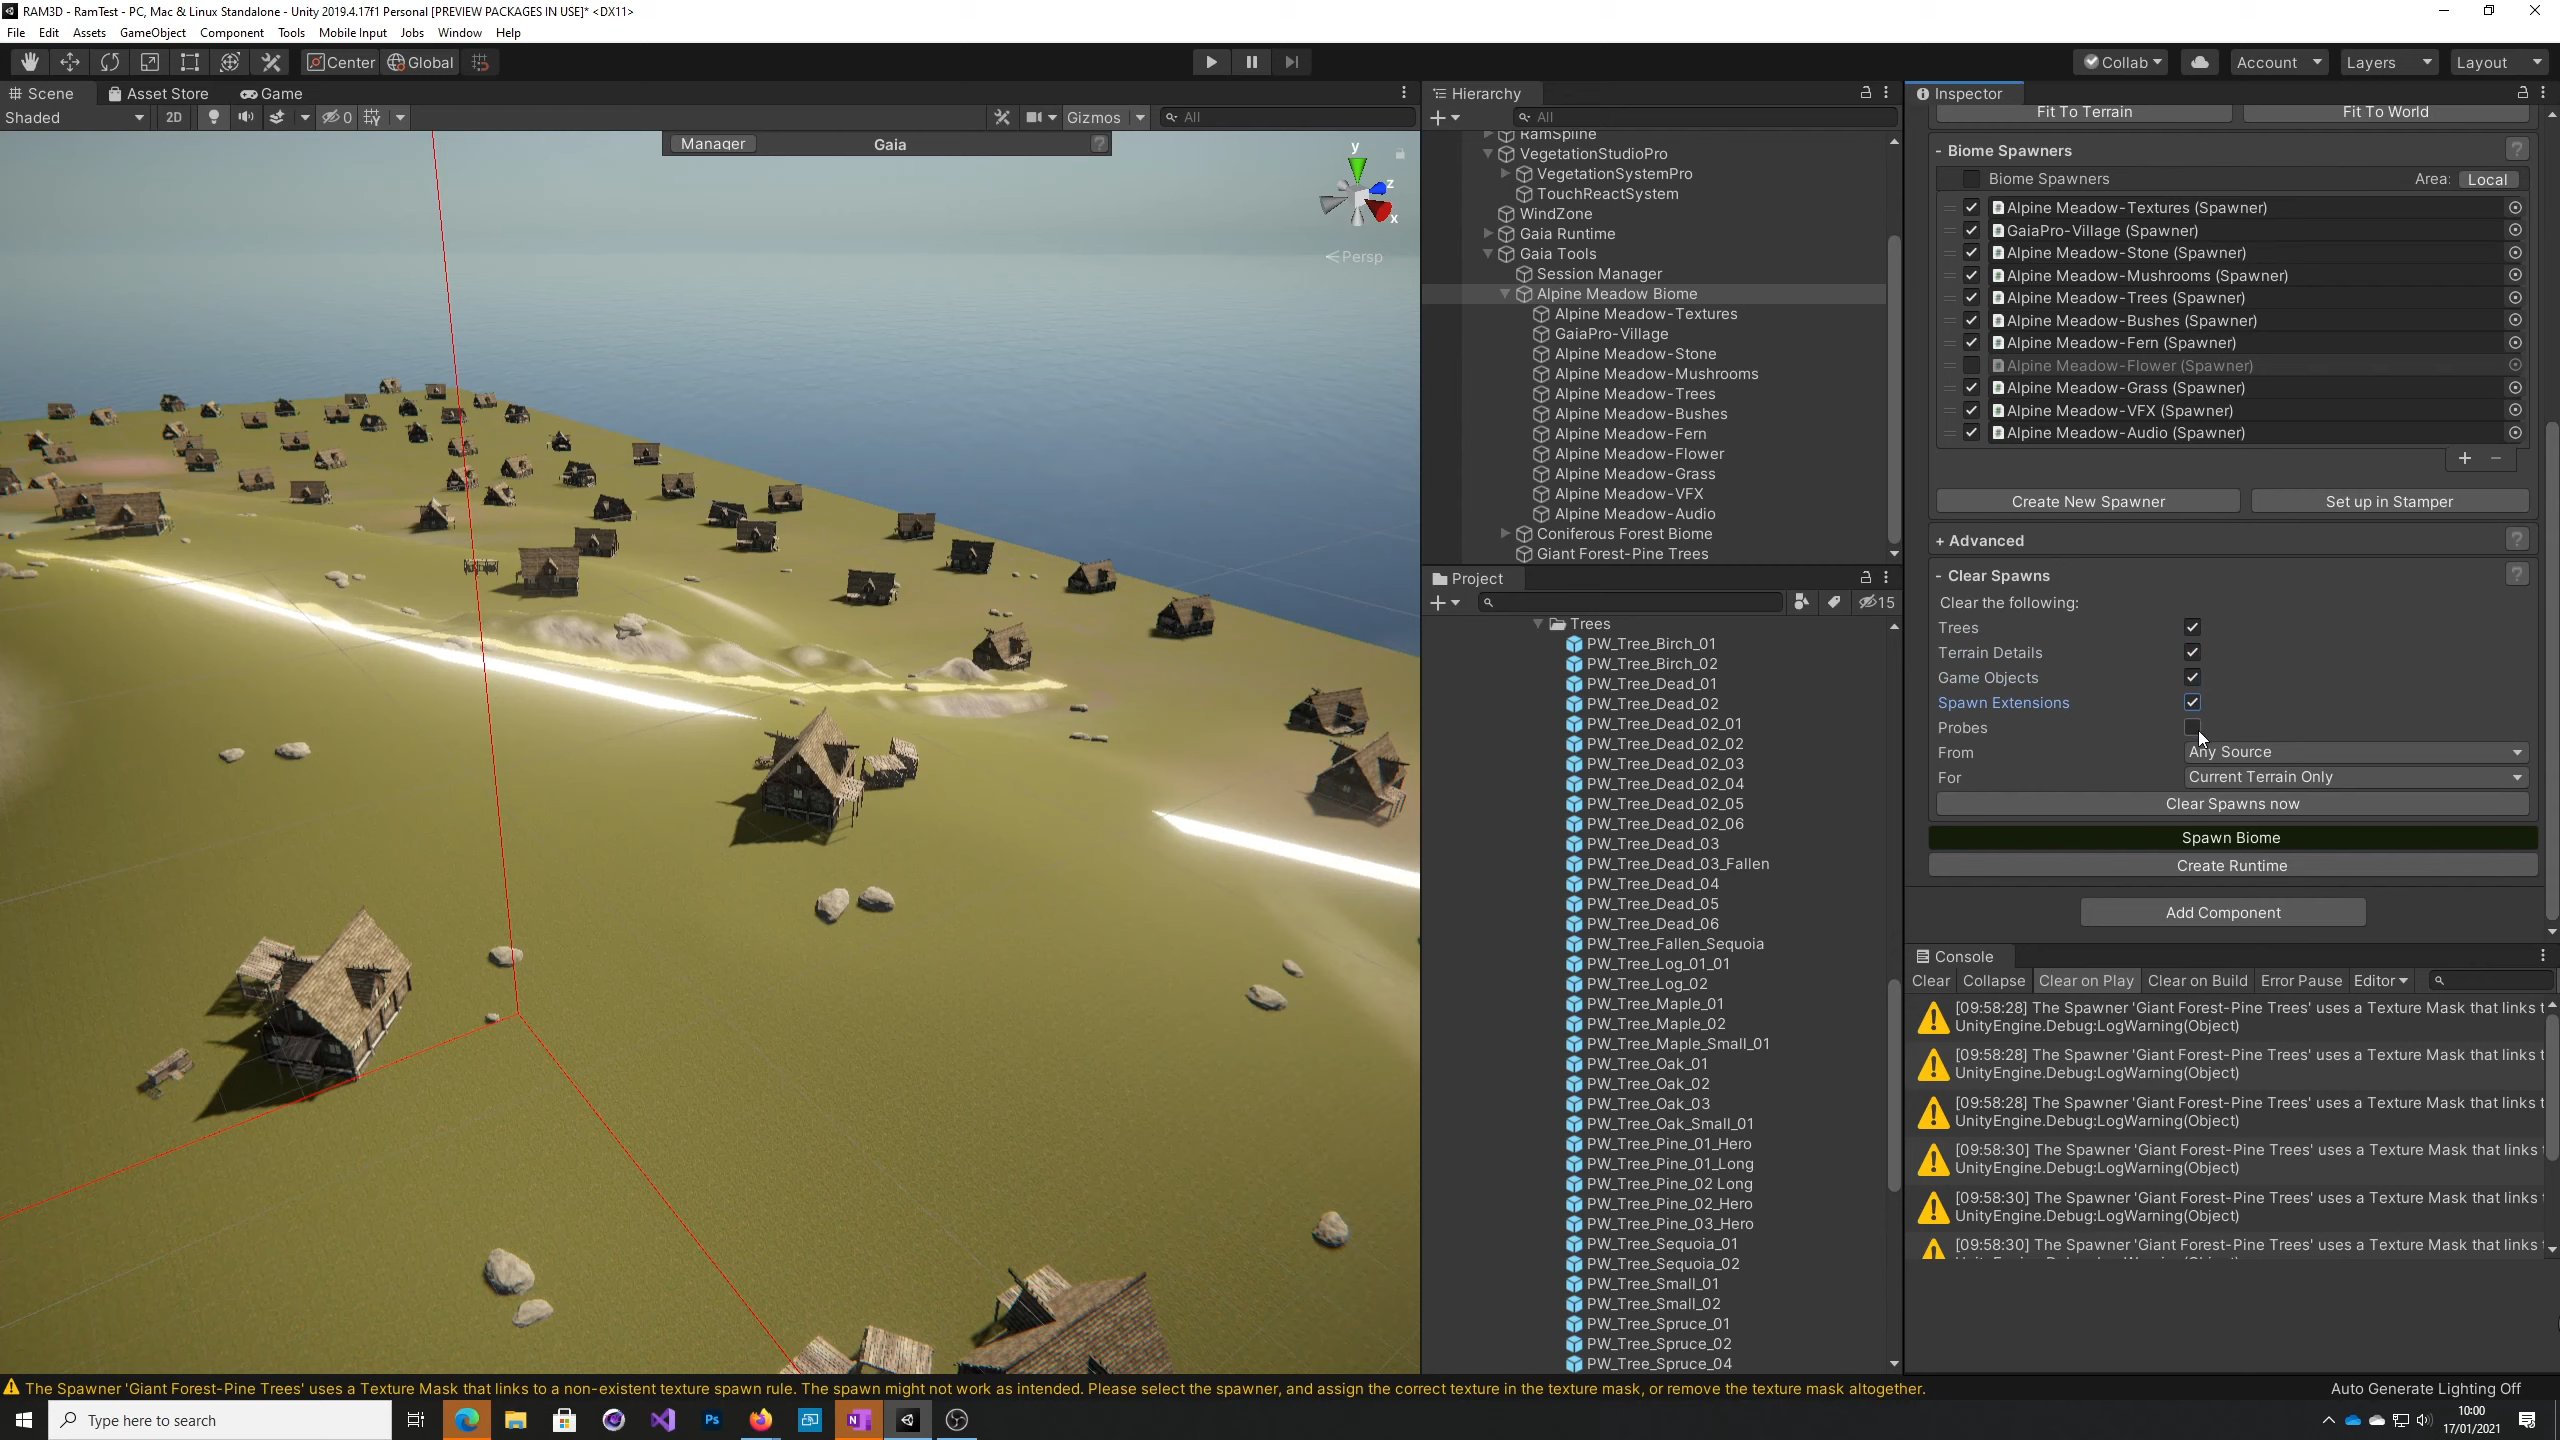 RAM3D - RamTest - PC, Mac & Linux Standalone - Unity 2019.4.17f1 Personal [PREVIEW PACKAGES IN USE]* <DX11>
File Edit Assets GameObject Component Tools Mobile Input Jobs Window Help
Center Global Collab Account Layers Layout
Scene Asset Store Game
Shaded 2D 0 Gizmos All
Manager Gaia ?
y
z
x
Persp
Hierarchy
All
RamSpline
VegetationStudioPro
VegetationSystemPro
TouchReactSystem
WindZone
Gaia Runtime
Gaia Tools
Session Manager
Alpine Meadow Biome
Alpine Meadow-Textures
GaiaPro-Village
Alpine Meadow-Stone
Alpine Meadow-Mushrooms
Alpine Meadow-Trees
Alpine Meadow-Bushes
Alpine Meadow-Fern
Alpine Meadow-Flower
Alpine Meadow-Grass
Alpine Meadow-VFX
Alpine Meadow-Audio
Coniferous Forest Biome
Giant Forest-Pine Trees
Project
15
Trees
PW_Tree_Birch_01
PW_Tree_Birch_02
PW_Tree_Dead_01
PW_Tree_Dead_02
PW_Tree_Dead_02_01
PW_Tree_Dead_02_02
PW_Tree_Dead_02_03
PW_Tree_Dead_02_04
PW_Tree_Dead_02_05
PW_Tree_Dead_02_06
PW_Tree_Dead_03
PW_Tree_Dead_03_Fallen
PW_Tree_Dead_04
PW_Tree_Dead_05
PW_Tree_Dead_06
PW_Tree_Fallen_Sequoia
PW_Tree_Log_01_01
PW_Tree_Log_02
PW_Tree_Maple_01
PW_Tree_Maple_02
PW_Tree_Maple_Small_01
PW_Tree_Oak_01
PW_Tree_Oak_02
PW_Tree_Oak_03
PW_Tree_Oak_Small_01
PW_Tree_Pine_01_Hero
PW_Tree_Pine_01_Long
PW_Tree_Pine_02 Long
PW_Tree_Pine_02_Hero
PW_Tree_Pine_03_Hero
PW_Tree_Sequoia_01
PW_Tree_Sequoia_02
PW_Tree_Small_01
PW_Tree_Small_02
PW_Tree_Spruce_01
PW_Tree_Spruce_02
PW_Tree_Spruce_04
Inspector
Fit To Terrain Fit To World
- Biome Spawners ?
Biome Spawners Area: Local
Alpine Meadow-Textures (Spawner)
GaiaPro-Village (Spawner)
Alpine Meadow-Stone (Spawner)
Alpine Meadow-Mushrooms (Spawner)
Alpine Meadow-Trees (Spawner)
Alpine Meadow-Bushes (Spawner)
Alpine Meadow-Fern (Spawner)
Alpine Meadow-Flower (Spawner)
Alpine Meadow-Grass (Spawner)
Alpine Meadow-VFX (Spawner)
Alpine Meadow-Audio (Spawner)
+ -
Create New Spawner Set up in Stamper
+ Advanced ?
- Clear Spawns ?
Clear the following:
Trees
Terrain Details
Game Objects
Spawn Extensions
Probes
From Any Source
For Current Terrain Only
Clear Spawns now
Spawn Biome
Create Runtime
Add Component
Console
Clear Collapse Clear on Play Clear on Build Error Pause Editor
[09:58:28] The Spawner 'Giant Forest-Pine Trees' uses a Texture Mask that links t
UnityEngine.Debug:LogWarning(Object)
[09:58:28] The Spawner 'Giant Forest-Pine Trees' uses a Texture Mask that links t
UnityEngine.Debug:LogWarning(Object)
[09:58:28] The Spawner 'Giant Forest-Pine Trees' uses a Texture Mask that links t
UnityEngine.Debug:LogWarning(Object)
[09:58:30] The Spawner 'Giant Forest-Pine Trees' uses a Texture Mask that links t
UnityEngine.Debug:LogWarning(Object)
[09:58:30] The Spawner 'Giant Forest-Pine Trees' uses a Texture Mask that links t
UnityEngine.Debug:LogWarning(Object)
[09:58:30] The Spawner 'Giant Forest-Pine Trees' uses a Texture Mask that links t
The Spawner 'Giant Forest-Pine Trees' uses a Texture Mask that links to a non-existent texture spawn rule. The spawn might not work as intended. Please select the spawner, and assign the correct texture in the texture mask, or remove the texture mask altogether.
Auto Generate Lighting Off
Type here to search
Ps
10:00
17/01/2021